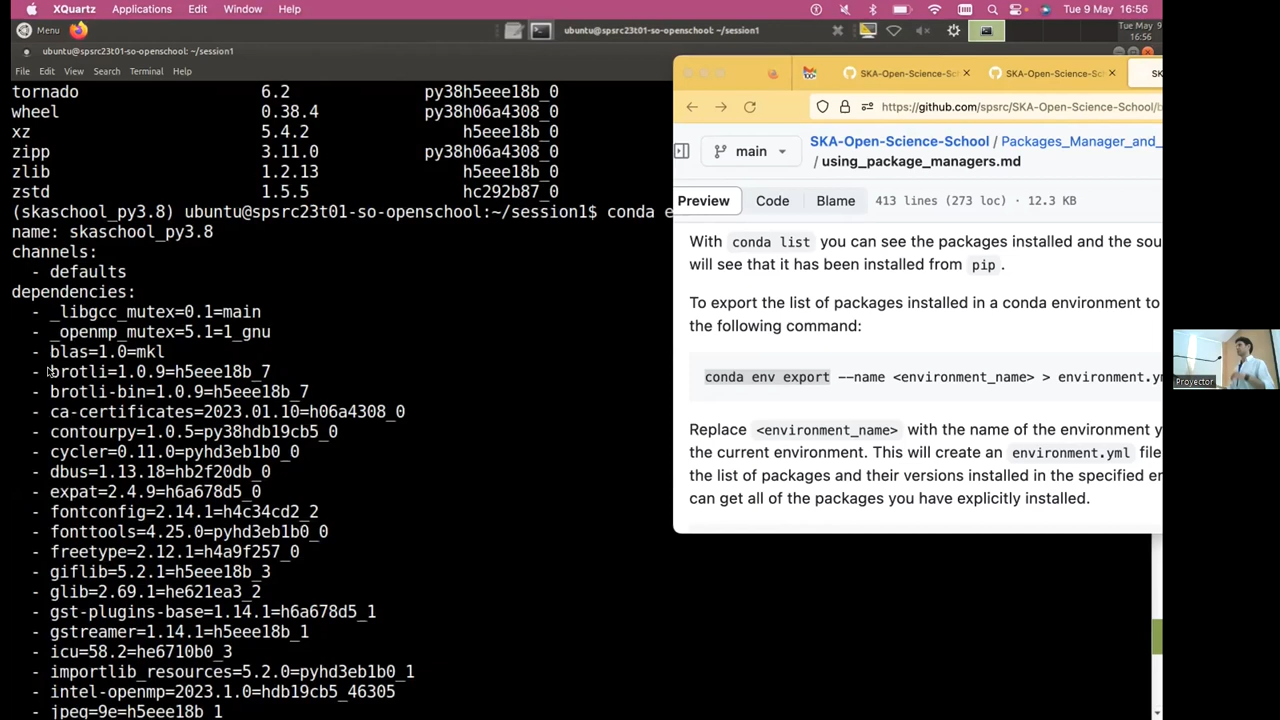 XQuartz Applications Edit Window Help Tue 9 May 16:56
Menu ubuntu@spsrc23t01-so-openschool: ~/session1 Tue May 9
16:56
ubuntu@spsrc23t01-so-openschool: ~/session1
File Edit View Search Terminal Help
tornado 6.2 py38h5eee18b_0
wheel 0.38.4 py38h06a4308_0
xz 5.4.2 h5eee18b_0
zipp 3.11.0 py38h06a4308_0
zlib 1.2.13 h5eee18b_0
zstd 1.5.5 hc292b87_0
(skaschool_py3.8) ubuntu@spsrc23t01-so-openschool:~/session1$ conda e
name: skaschool_py3.8
channels:
- defaults
dependencies:
- _libgcc_mutex=0.1=main
- _openmp_mutex=5.1=1_gnu
- blas=1.0=mkl
- brotli=1.0.9=h5eee18b_7
- brotli-bin=1.0.9=h5eee18b_7
- ca-certificates=2023.01.10=h06a4308_0
- contourpy=1.0.5=py38hdb19cb5_0
- cycler=0.11.0=pyhd3eb1b0_0
- dbus=1.13.18=hb2f20db_0
- expat=2.4.9=h6a678d5_0
- fontconfig=2.14.1=h4c34cd2_2
- fonttools=4.25.0=pyhd3eb1b0_0
- freetype=2.12.1=h4a9f257_0
- giflib=5.2.1=h5eee18b_3
- glib=2.69.1=he621ea3_2
- gst-plugins-base=1.14.1=h6a678d5_1
- gstreamer=1.14.1=h5eee18b_1
- icu=58.2=he6710b0_3
- importlib_resources=5.2.0=pyhd3eb1b0_1
- intel-openmp=2023.1.0=hdb19cb5_46305
- jpeg=9e=h5eee18b_1
SKA-Open-Science-Sc SKA-Open-Science-Sc SK
https://github.com/spsrc/SKA-Open-Science-School/b
main SKA-Open-Science-School / Packages_Manager_and_
/ using_package_managers.md
Preview Code Blame 413 lines (273 loc) · 12.3 KB
With conda list you can see the packages installed and the sou
will see that it has been installed from pip.
To export the list of packages installed in a conda environment to
the following command:
conda env export --name <environment_name> > environment.ym
Replace <environment_name> with the name of the environment y
the current environment. This will create an environment.yml file
the list of packages and their versions installed in the specified en
can get all of the packages you have explicitly installed.
Proyector